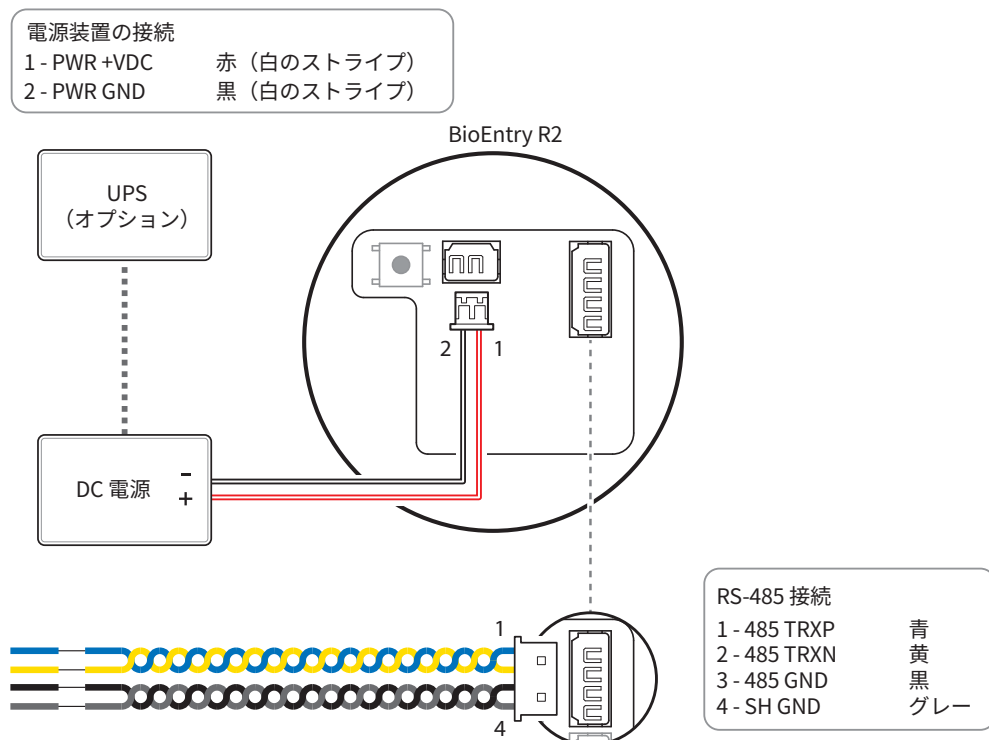 電源装置の接続
1 - PWR +VDC 赤（白のストライプ）
2 - PWR GND 黒（白のストライプ）
BioEntry R2
UPS
（オプション）
2 1
DC 電源
-
+
RS-485 接続
1 - 485 TRXP 青
2 - 485 TRXN 黄
3 - 485 GND 黒
4 - SH GND グレー
1
4